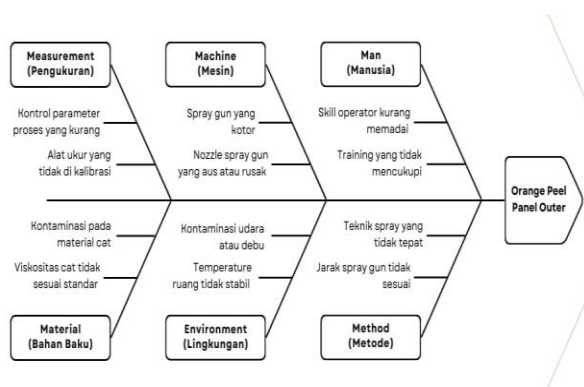 Measurement
(Pengukuran)
Machine
(Mesin)
Man
(Manusia)
Kontrol parameter
proses yang kurang
Spray gun yang
kotor
Skill operator kurang
memadai
Alat ukur yang
tidak di kalibrasi
Nozzle spray gun
yang aus atau rusak
Training yang tidak
mencukupi
Orange Peel
Panel Outer
Kontaminasi pada
material cat
Kontaminasi udara
atau debu
Teknik spray yang
tidak tepat
Viskositas cat tidak
sesuai standar
Temperature
ruang tidak stabil
Jarak spray gun tidak
sesuai
Material
(Bahan Baku)
Environment
(Lingkungan)
Method
(Metode)